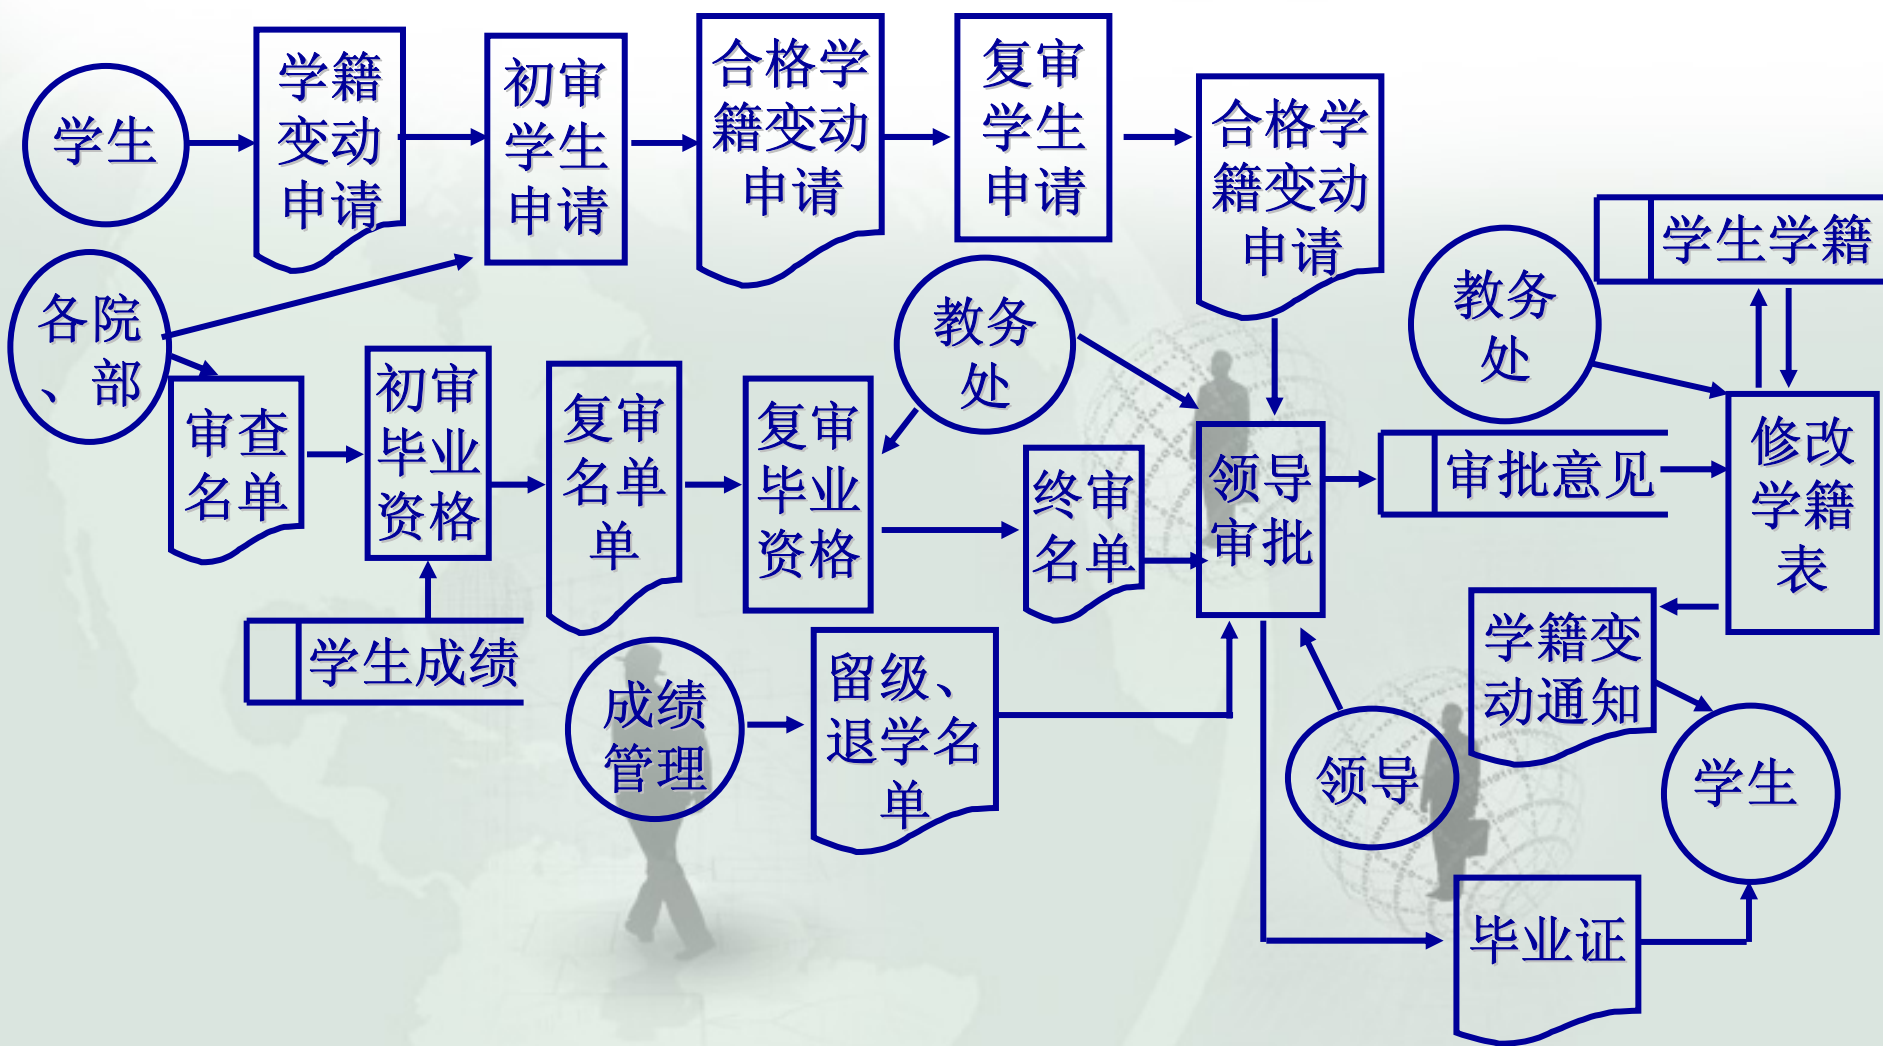 学生
学籍
变动
申请
初审
学生
申请
合格学
籍变动
申请
复审
学生
申请
合格学
籍变动
申请
学生学籍
教务
处
各院
、部
教务
处
审查
名单
初审
毕业
资格
复审
名单
单
复审
毕业
资格
终审
名单
领导
审批
审批意见
修改
学籍
表
学生成绩
成绩
管理
留级、
退学名
单
领导
学籍变
动通知
学生
毕业证